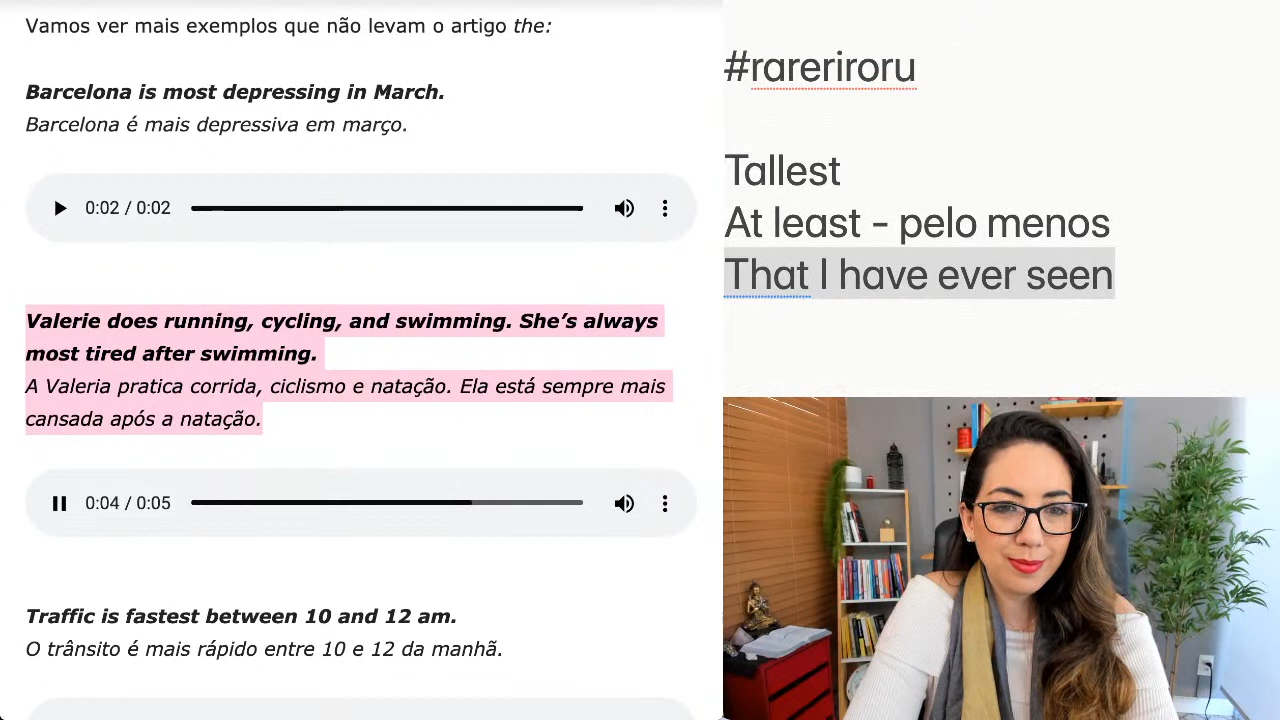 Vamos ver mais exemplos que não levam o artigo the:
Barcelona is most depressing in March.
Barcelona é mais depressiva em março.
0:02 / 0:02
Valerie does running, cycling, and swimming. She’s always
most tired after swimming.
A Valeria pratica corrida, ciclismo e natação. Ela está sempre mais
cansada após a natação.
0:04 / 0:05
Traffic is fastest between 10 and 12 am.
O trânsito é mais rápido entre 10 e 12 da manhã.
#rareriroru
Tallest
At least - pelo menos
That I have ever seen